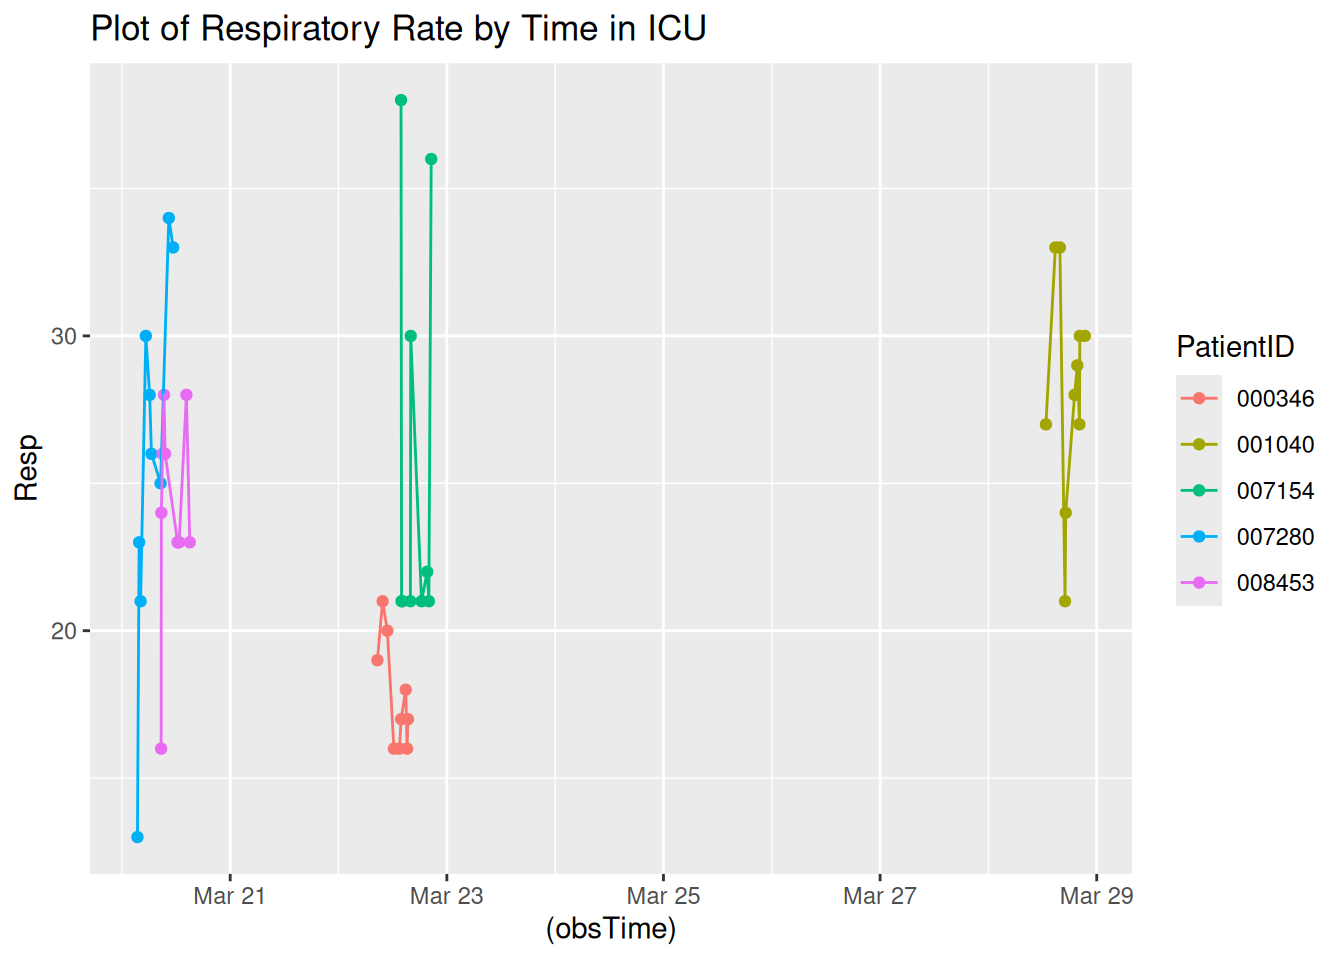 Plot of Respiratory Rate by Time in ICU
Resp
30
20
Mar 21
Mar 23
Mar 25
Mar 27
Mar 29
(obsTime)
PatientID
000346
001040
007154
007280
008453